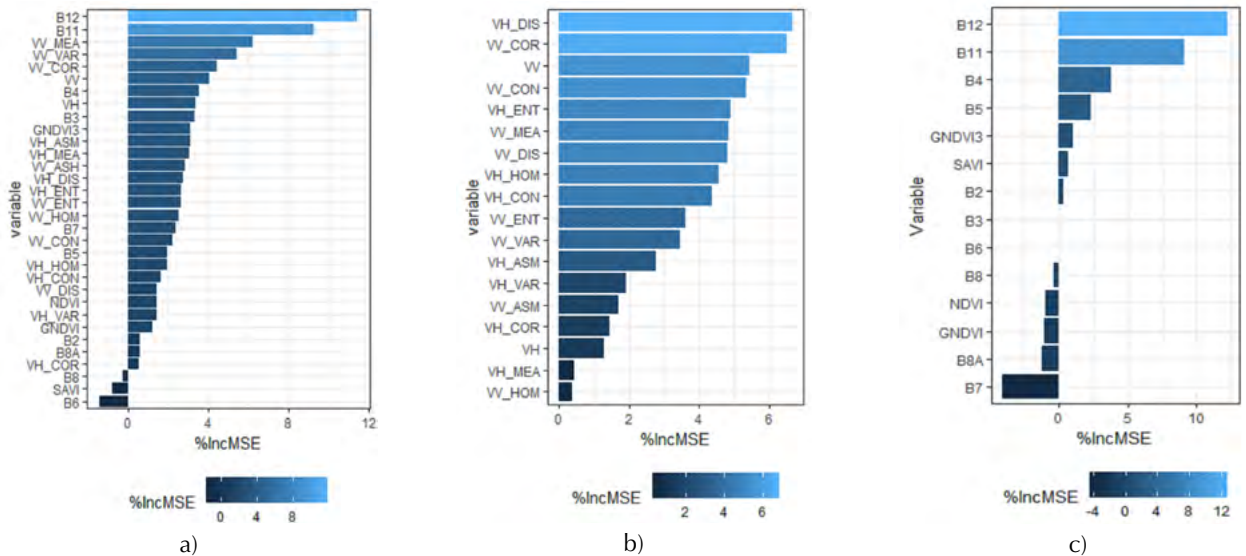 B12
B11
VV_MEA
VV_VAR
VV_COR
VV
B4
VH
B3
GNDVI3
VH_ASM
VH_MEA
VV_ASH
VH_DIS
VH_ENT
VV_ENT
VV_HOM
B7
VV_CON
B5
VH_HOM
VH_CON
VV_DIS
NDVI
VH_VAR
GNDVI
B2
B8A
VH_COR
B8
SAVI
B6
variable
0 4 8 12
%IncMSE
%IncMSE
0 4 8
a)
VH_DIS
VV_COR
VV
VV_CON
VH_ENT
VV_MEA
VV_DIS
VH_HOM
VH_CON
VV_ENT
VV_VAR
VH_ASM
VH_VAR
VV_ASM
VH_COR
VH
VH_MEA
VV_HOM
variable
0 2 4 6
%IncMSE
%IncMSE
2 4 6
b)
B12
B11
B4
B5
GNDVI3
SAVI
B2
B3
B6
B8
NDVI
GNDVI
B8A
B7
Variable
0 5 10
%IncMSE
%IncMSE
-4 0 4 8 12
c)